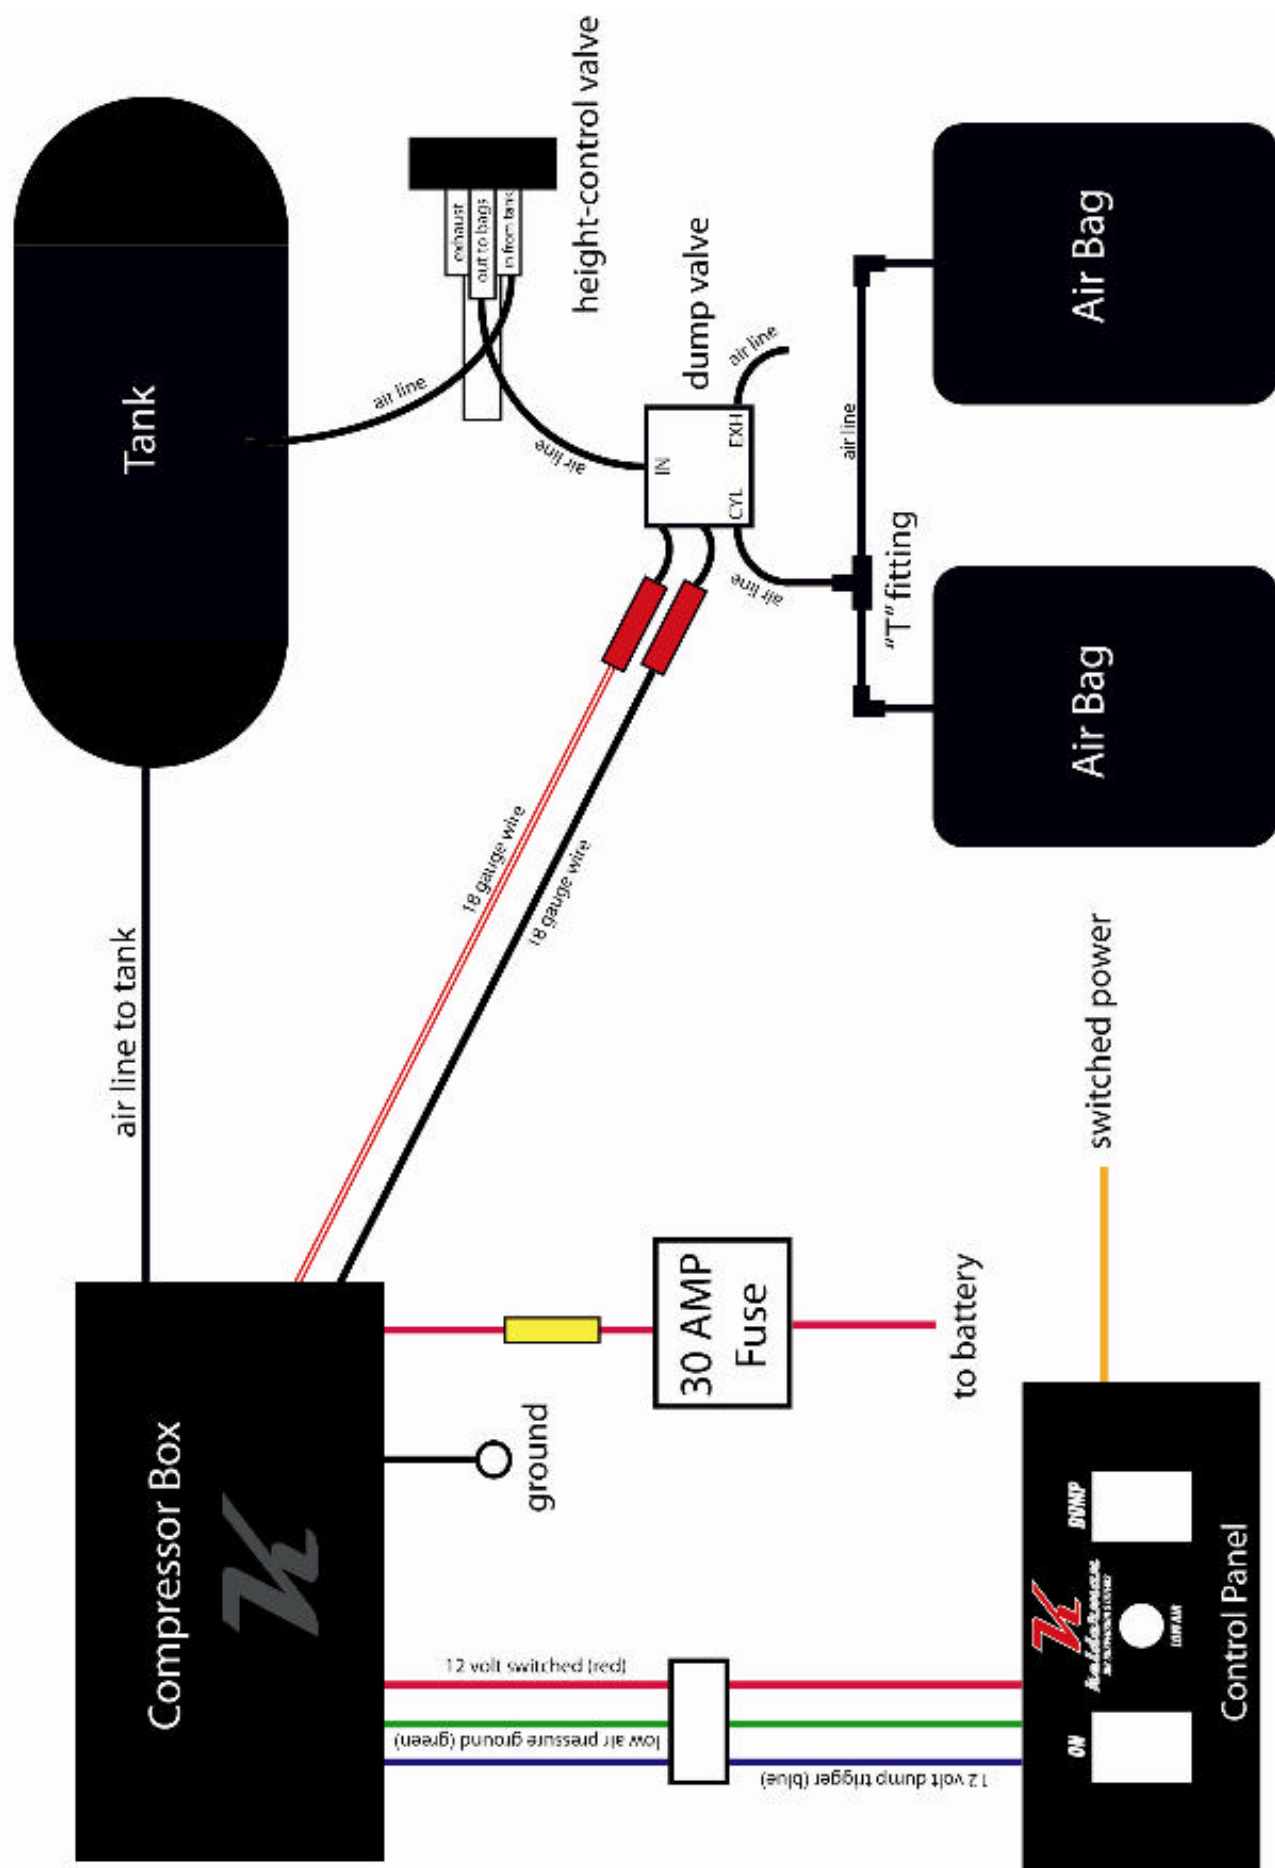 Tank
air line to tank
Compressor Box
exhaust
out to bags
in from tank
height-control valve
air line
air line
dump valve
IN
EXH
CYL
air line
air line
air line
"T" fitting
Air Bag
Air Bag
18 gauge wire
18 gauge wire
30 AMP
Fuse
to battery
ground
switched power
12 volt switched (red)
low air pressure ground (green)
12 volt dump trigger (blue)
ON
DUMP
Kelderman
LOW AIR
Control Panel